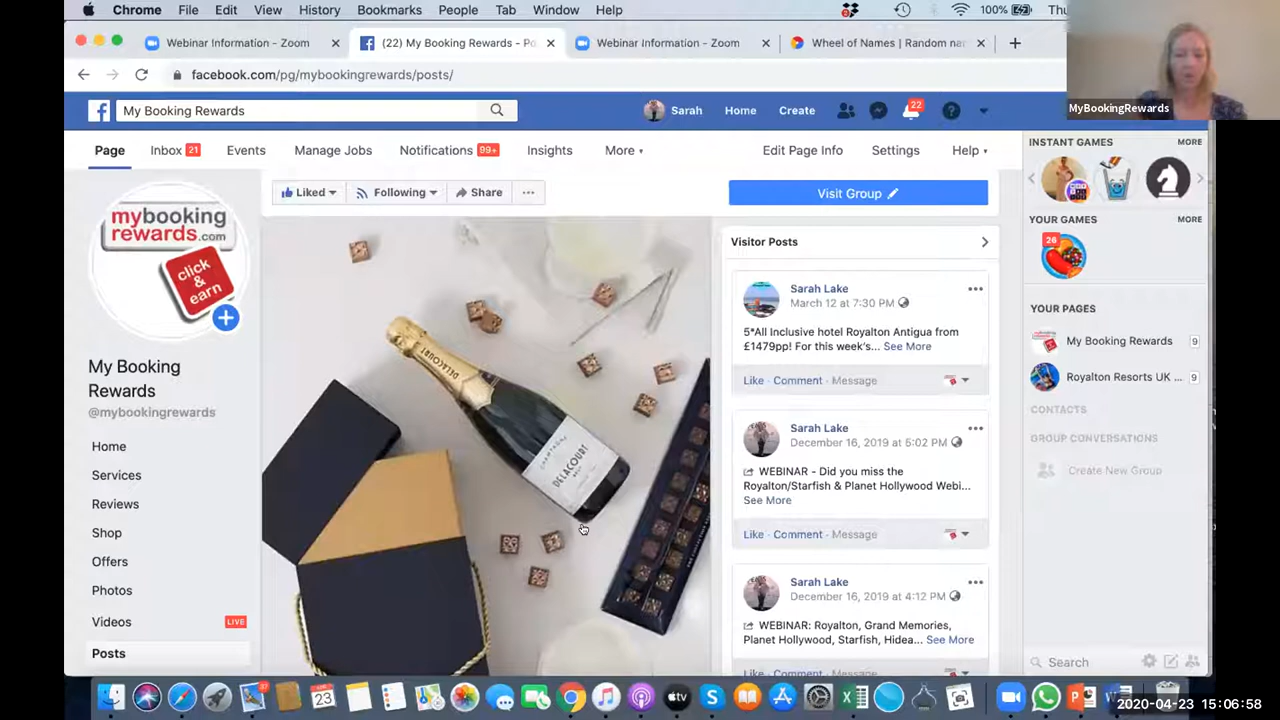 Chrome File Edit View History Bookmarks People Tab Window Help 100% Thu
Webinar Information - Zoom
(22) My Booking Rewards - Po
Webinar Information - Zoom
Wheel of Names | Random na
facebook.com/pg/mybookingrewards/posts/
MyBookingRewards
My Booking Rewards
Sarah Home Create 22
Page Inbox 21 Events Manage Jobs Notifications 99+ Insights More Edit Page Info Settings Help
Liked Following Share ...
Visit Group
mybooking
rewards.com
click
& earn
My Booking
Rewards
@mybookingrewards
Home
Services
Reviews
Shop
Offers
Photos
Videos LIVE
Posts
DELACOURT
DELACOURT
Visitor Posts
Sarah Lake
March 12 at 7:30 PM
5*All Inclusive hotel Royalton Antigua from
£1479pp! For this week's... See More
Like · Comment · Message
Sarah Lake
December 16, 2019 at 5:02 PM
WEBINAR - Did you miss the
Royalton/Starfish & Planet Hollywood Webi...
See More
Like · Comment · Message
Sarah Lake
December 16, 2019 at 4:12 PM
WEBINAR: Royalton, Grand Memories,
Planet Hollywood, Starfish, Hidea... See More
Like · Comment · Message
INSTANT GAMES MORE
YOUR GAMES MORE
26
YOUR PAGES
My Booking Rewards 9
Royalton Resorts UK ... 9
CONTACTS
GROUP CONVERSATIONS
Create New Group
Search
23
tv
2020-04-23 15:06:58